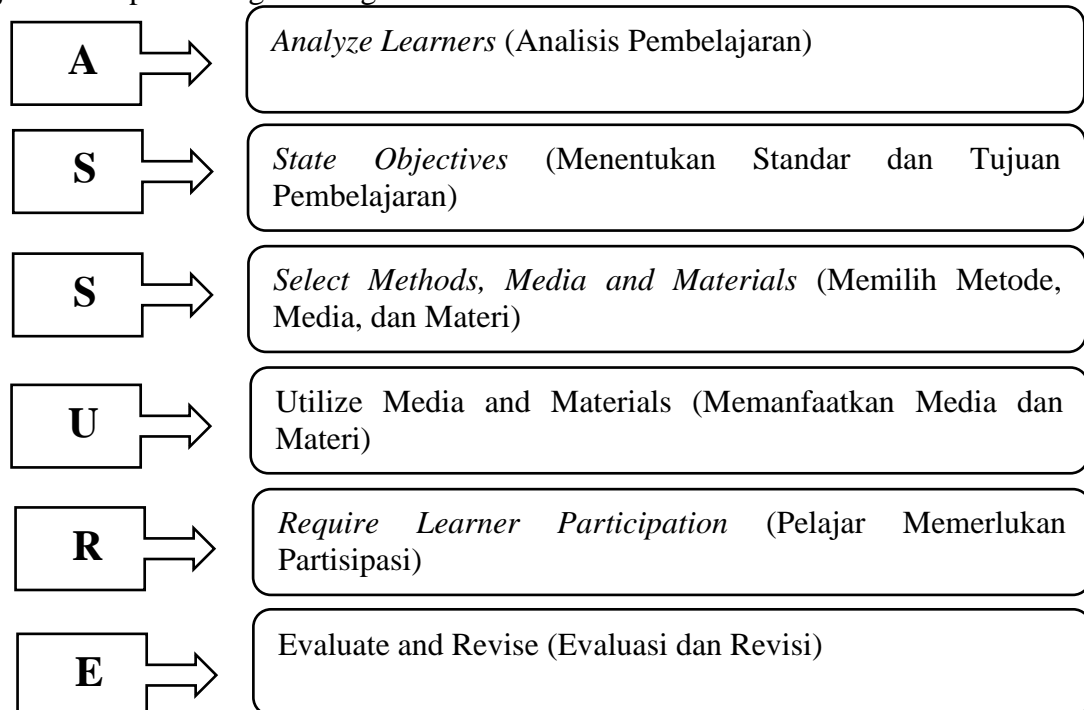 A
Analyze Learners (Analisis Pembelajaran)
S
State Objectives (Menentukan Standar dan Tujuan
Pembelajaran)
S
Select Methods, Media and Materials (Memilih Metode,
Media, dan Materi)
U
Utilize Media and Materials (Memanfaatkan Media dan
Materi)
R
Require Learner Participation (Pelajar Memerlukan
Partisipasi)
E
Evaluate and Revise (Evaluasi dan Revisi)